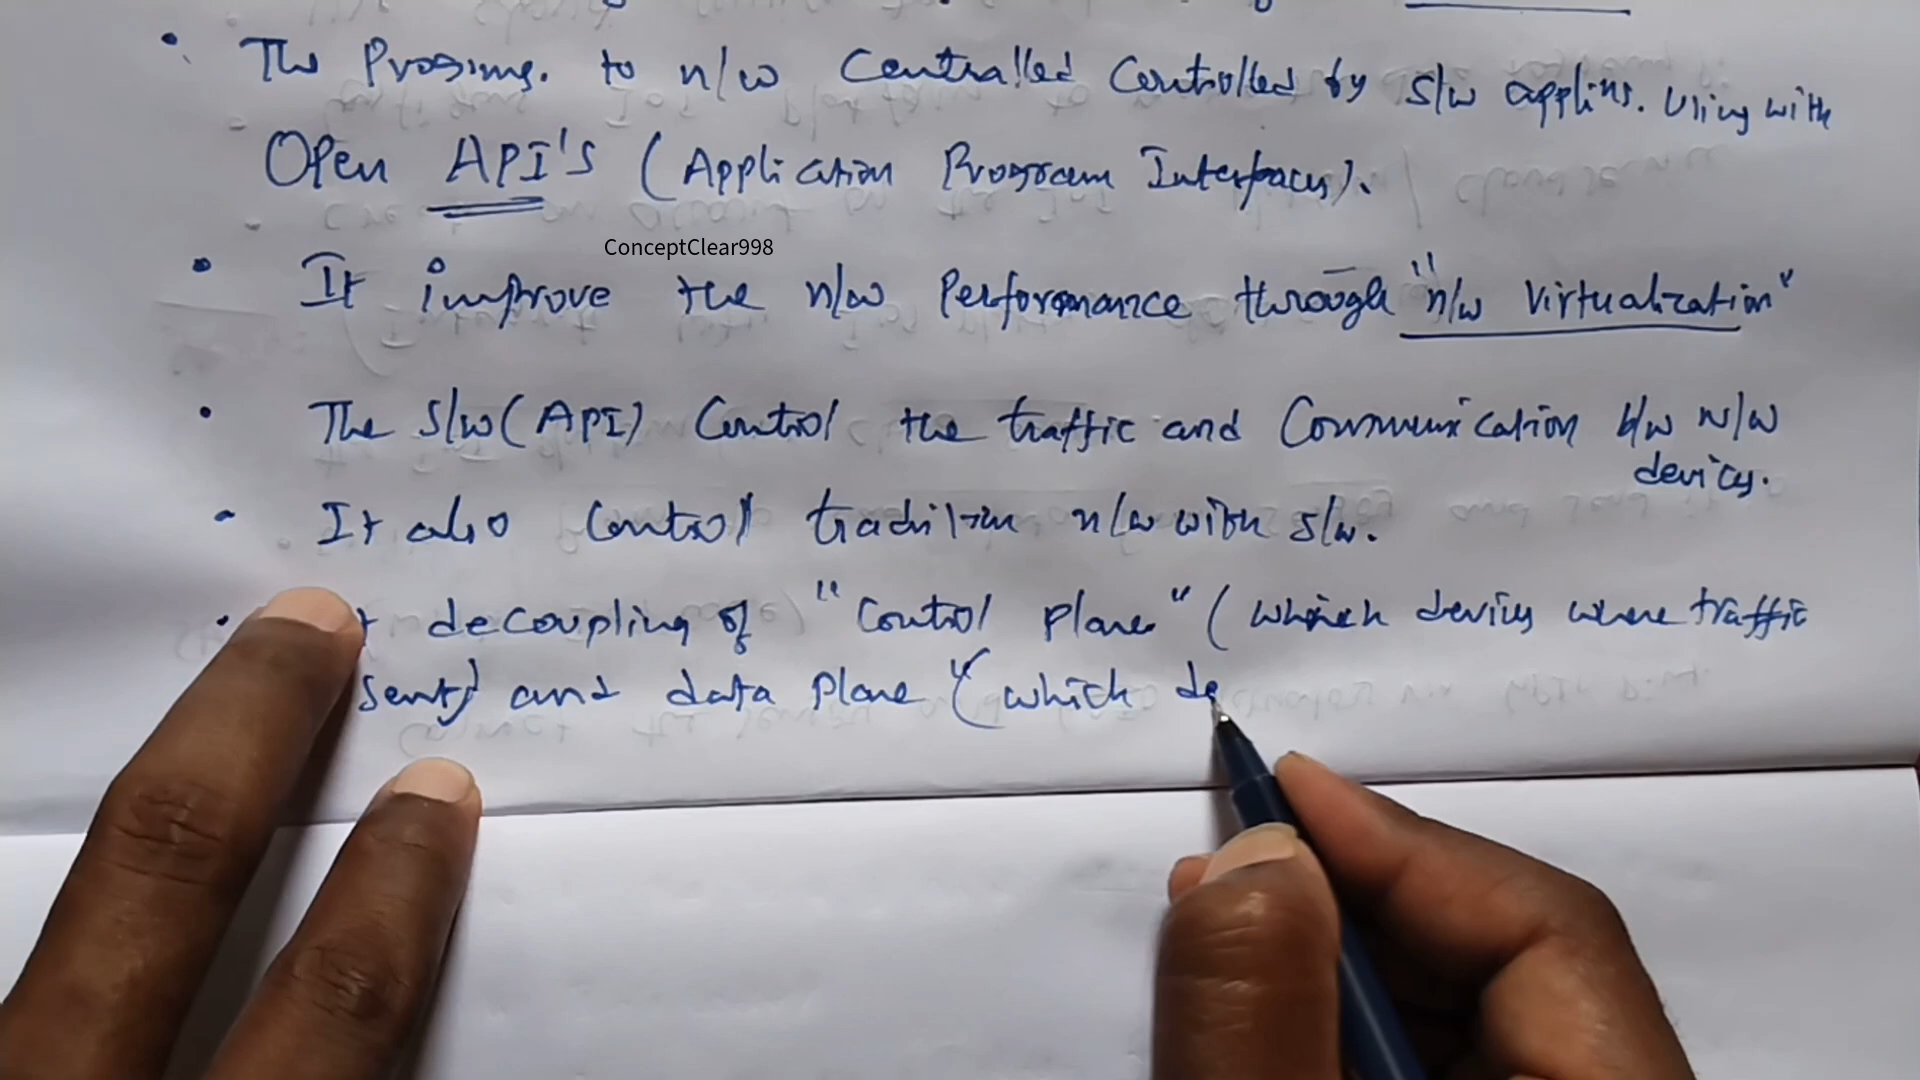 • The Progrmg. to n/w Centralled Controlled by s/w applins. Using with
Open API's (Application Program Interfaces).
ConceptClear998
• It improve the n/w Performance through "n/w Virtualization"
• The S/w (API) Control the traffic and Communication b/w N/W
devices.
• It also Control tradition n/w with s/w.
• decoupling of "Control Plane" (which devices where traffic
sent) and data Plane" (which de